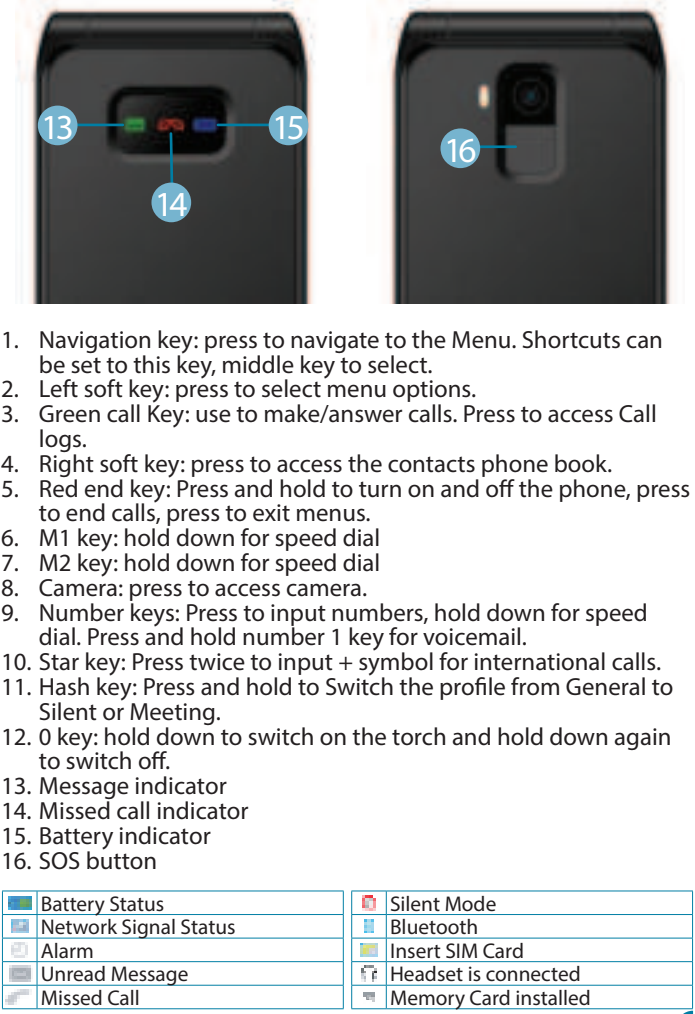 13
15
14
16
1. Navigation key: press to navigate to the Menu. Shortcuts can
be set to this key, middle key to select.
2. Left soft key: press to select menu options.
3. Green call Key: use to make/answer calls. Press to access Call
logs.
4. Right soft key: press to access the contacts phone book.
5. Red end key: Press and hold to turn on and off the phone, press
to end calls, press to exit menus.
6. M1 key: hold down for speed dial
7. M2 key: hold down for speed dial
8. Camera: press to access camera.
9. Number keys: Press to input numbers, hold down for speed
dial. Press and hold number 1 key for voicemail.
10. Star key: Press twice to input + symbol for international calls.
11. Hash key: Press and hold to Switch the profile from General to
Silent or Meeting.
12. 0 key: hold down to switch on the torch and hold down again
to switch off.
13. Message indicator
14. Missed call indicator
15. Battery indicator
16. SOS button
Battery Status
Network Signal Status
Alarm
Unread Message
Missed Call
Silent Mode
Bluetooth
Insert SIM Card
Headset is connected
Memory Card installed